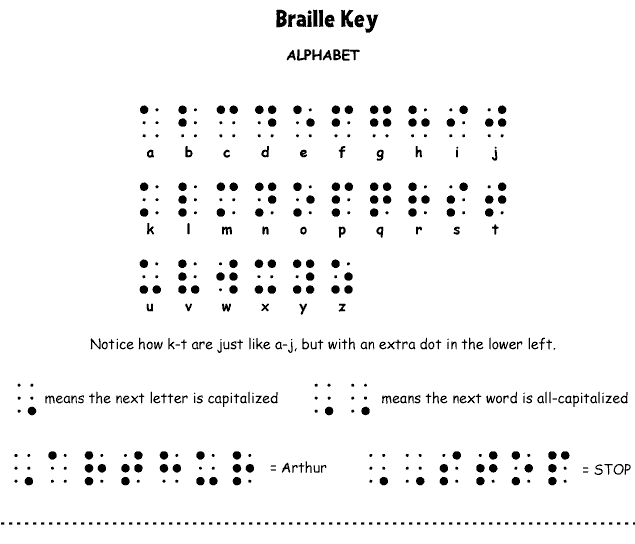 Braille Key
ALPHABET
a b c d e f g h i j
k l m n o p q r s t
u v w x y z
Notice how k-t are just like a-j, but with an extra dot in the lower left.
means the next letter is capitalized means the next word is all-capitalized
= Arthur = STOP